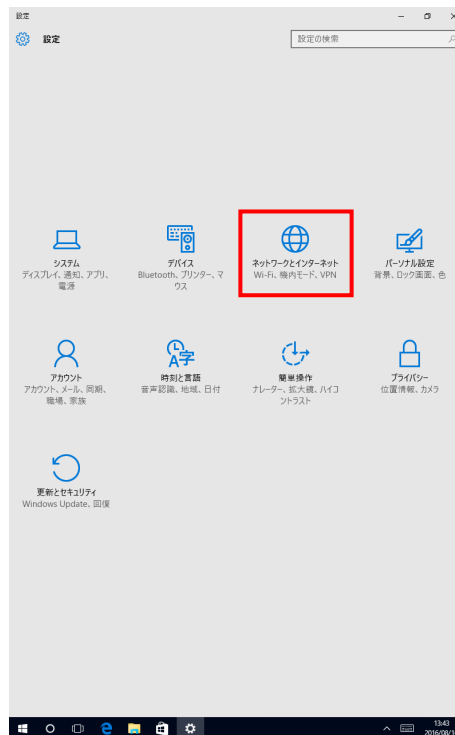 設定
設定
設定の検索
システム
ディスプレイ、通知、アプリ、
電源
デバイス
Bluetooth、プリンター、マ
ウス
ネットワークとインターネット
Wi-Fi、機内モード、VPN
パーソナル設定
背景、ロック画面、色
アカウント
アカウント、メール、同期、
職場、家族
時刻と言語
音声認識、地域、日付
簡単操作
ナレーター、拡大鏡、ハイコ
ントラスト
プライバシー
位置情報、カメラ
更新とセキュリティ
Windows Update、回復
13:43